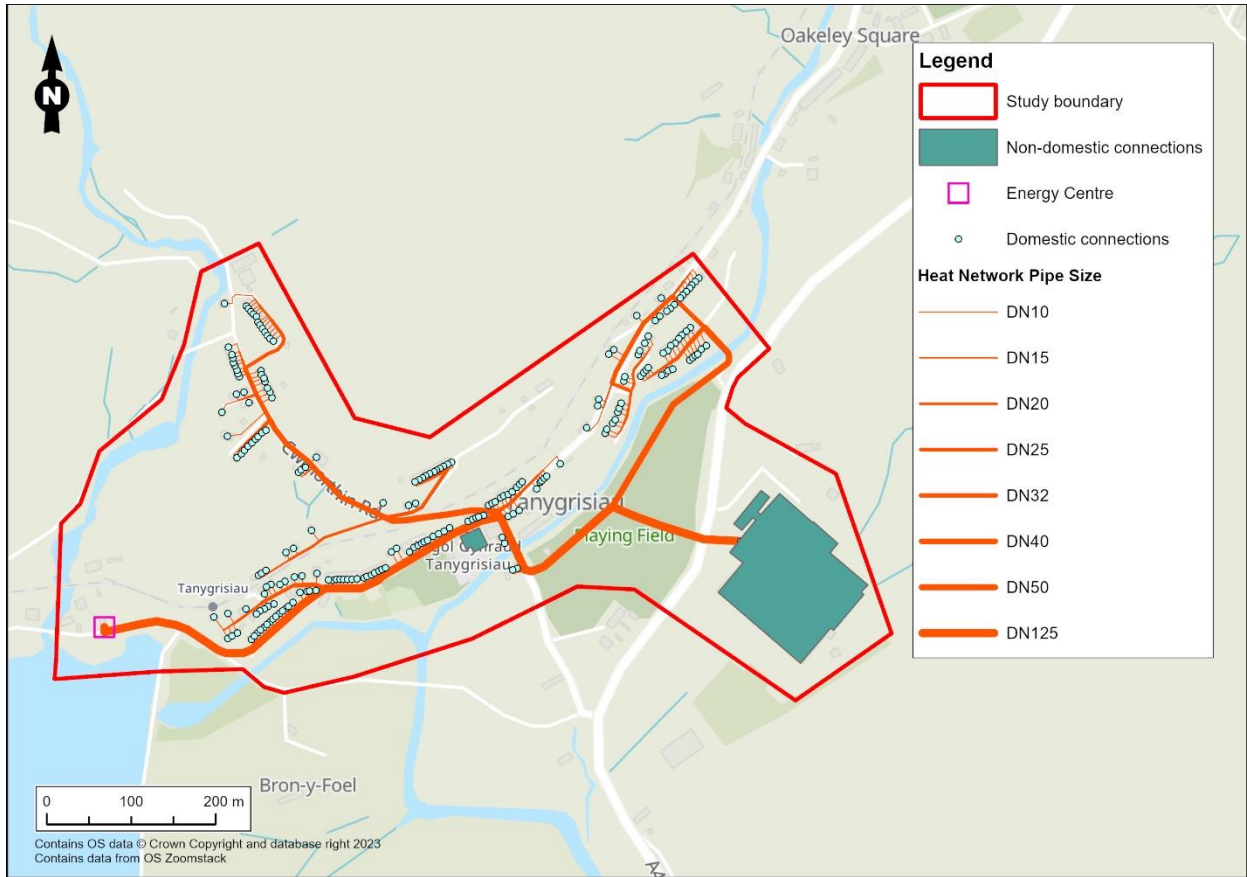 Oakeley Square
Legend
Study boundary
Non-domestic connections
Energy Centre
Domestic connections
Heat Network Pipe Size
DN10
DN15
DN20
DN25
DN32
DN40
DN50
DN125
N
Tanygrisiau
Playing Field
Tanygrisiau
Tanygrisiau
Bron-y-Foel
0 100 200 m
Contains OS data © Crown Copyright and database right 2023
Contains data from OS Zoomstack